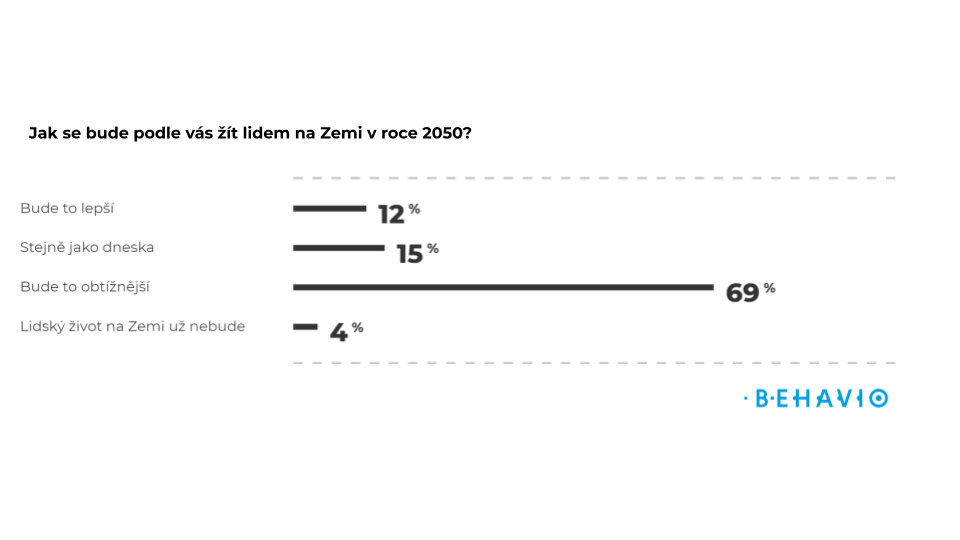 Jak se bude podle vás žít lidem na Zemi v roce 2050?
Bude to lepší 12 %
Stejně jako dneska 15 %
Bude to obtížnější 69 %
Lidský život na Zemi už nebude 4 %
BEHAVIO